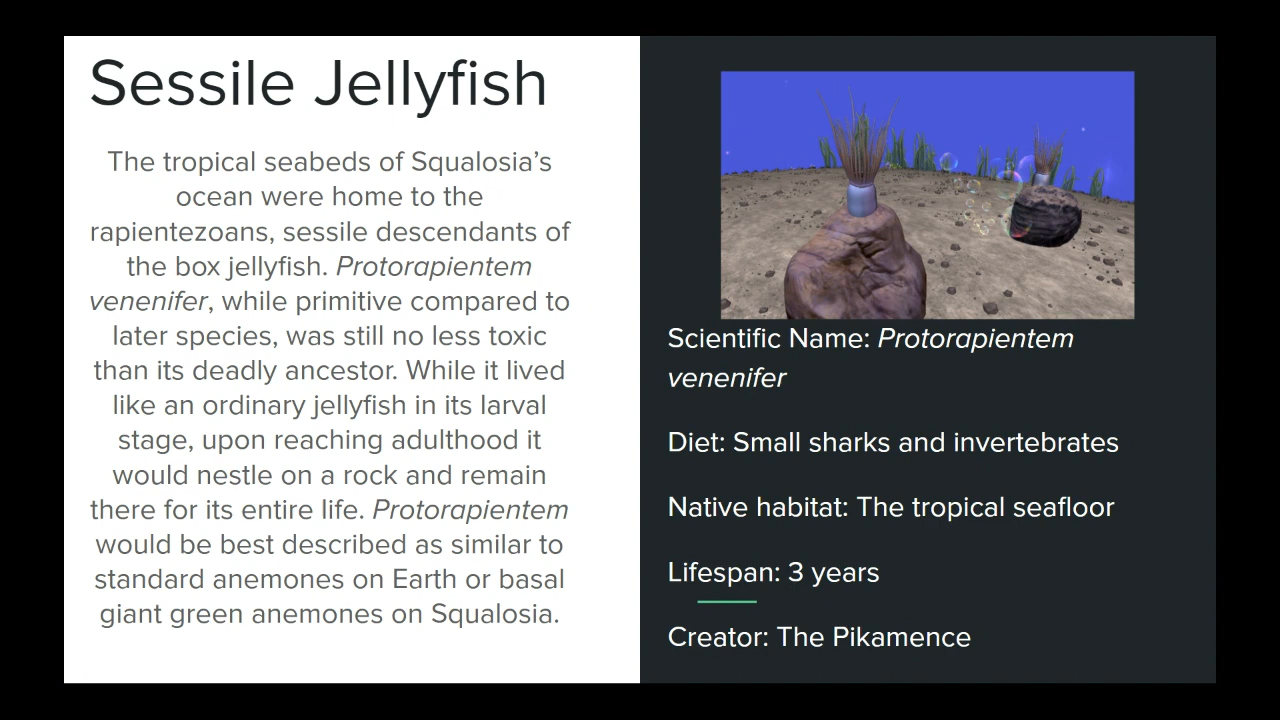 Sessile Jellyfish
The tropical seabeds of Squalosia’s
ocean were home to the
rapientezoans, sessile descendants of
the box jellyfish. Protorapientem
venenifer, while primitive compared to
later species, was still no less toxic
than its deadly ancestor. While it lived
like an ordinary jellyfish in its larval
stage, upon reaching adulthood it
would nestle on a rock and remain
there for its entire life. Protorapientem
would be best described as similar to
standard anemones on Earth or basal
giant green anemones on Squalosia.
Scientific Name: Protorapientem
venenifer
Diet: Small sharks and invertebrates
Native habitat: The tropical seafloor
Lifespan: 3 years
Creator: The Pikamence